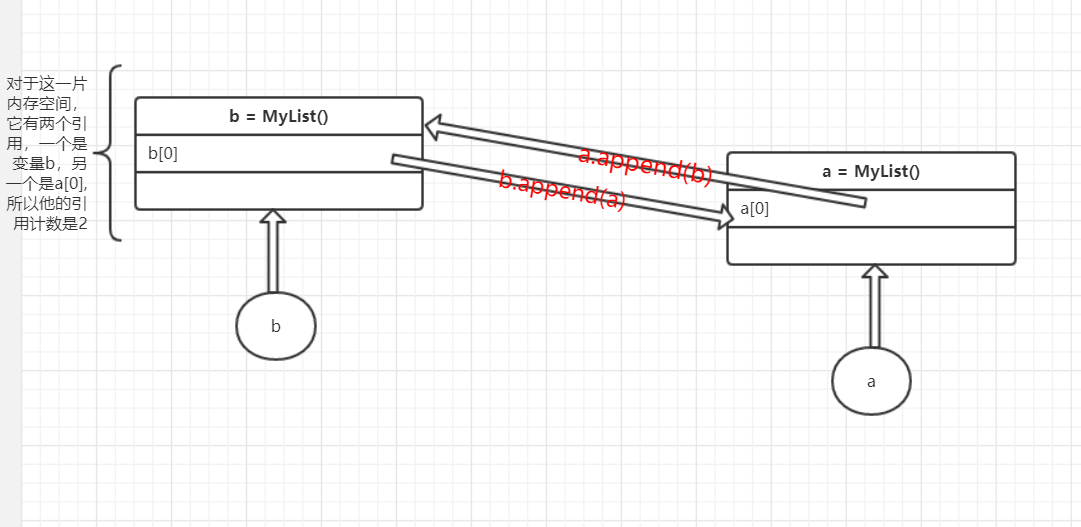 对于这一片
内存空间,
它有两个引
用，一个是
变量b，另
一个是a[0],
所以他的引
用计数是2
b = MyList()
b[0]
a.append(b)
b.append(a)
a = MyList()
a[0]
b
a